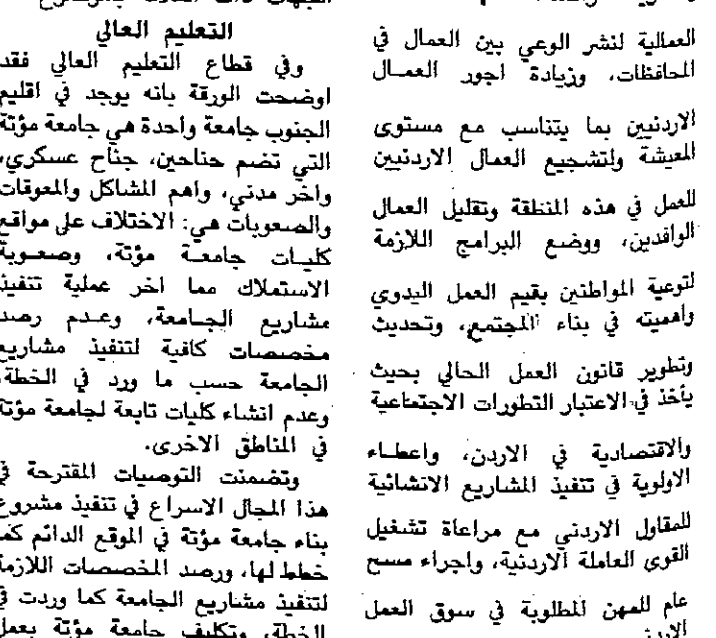 العمالية لنشر الوعي بين العمال في
المحافظات، وزيادة اجور العمال
الاردنيين بما يتناسب مع مستوى
المعيشة ولتشجيع العمال الاردنيين
للعمل في هذه المنطقة وتقليل العمال
الوافدين، ووضع البرامج اللازمة
لتوعية المواطنين بقيم العمل اليدوي
واهميته في بناء المجتمع، وتحديث
وتطوير قانون العمل الحالي بحيث
يأخذ في الاعتبار التطورات الاجتماعية
والاقتصادية في الاردن، واعطاء
الاولوية في تنفيذ المشاريع الانشائية
للمقاول الاردني مع مراعاة تشغيل
القوى العاملة الاردنية، واجراء مسح
عام للمهن المطلوبة في سوق العمل
التعليم العالي
وفي قطاع التعليم العالي فقد
اوضحت الورقة بانه يوجد في اقليم
الجنوب جامعة واحدة هي جامعة مؤتة
التي تضم جناحين، جناح عسكري،
واخر مدني، واهم المشاكل والمعوقات
والصعوبات هي: الاختلاف على مواقع
كليات جامعة مؤتة، وصعوبة
الاستملاك مما اخر عملية تنفيذ
مشاريع الجامعة، وعدم رصد
مخصصات كافية لتنفيذ مشاريع
الجامعة حسب ما ورد في الخطة،
وعدم انشاء كليات تابعة لجامعة مؤتة
في المناطق الاخرى.
وتضمنت التوصيات المقترحة في
هذا المجال الاسراع في تنفيذ مشروع
بناء جامعة مؤتة في الموقع الدائم كما
خطط لها، ورصد المخصصات اللازمة
لتنفيذ مشاريع الجامعة كما وردت في
الخطة، وتكليف جامعة مؤتة بعمل